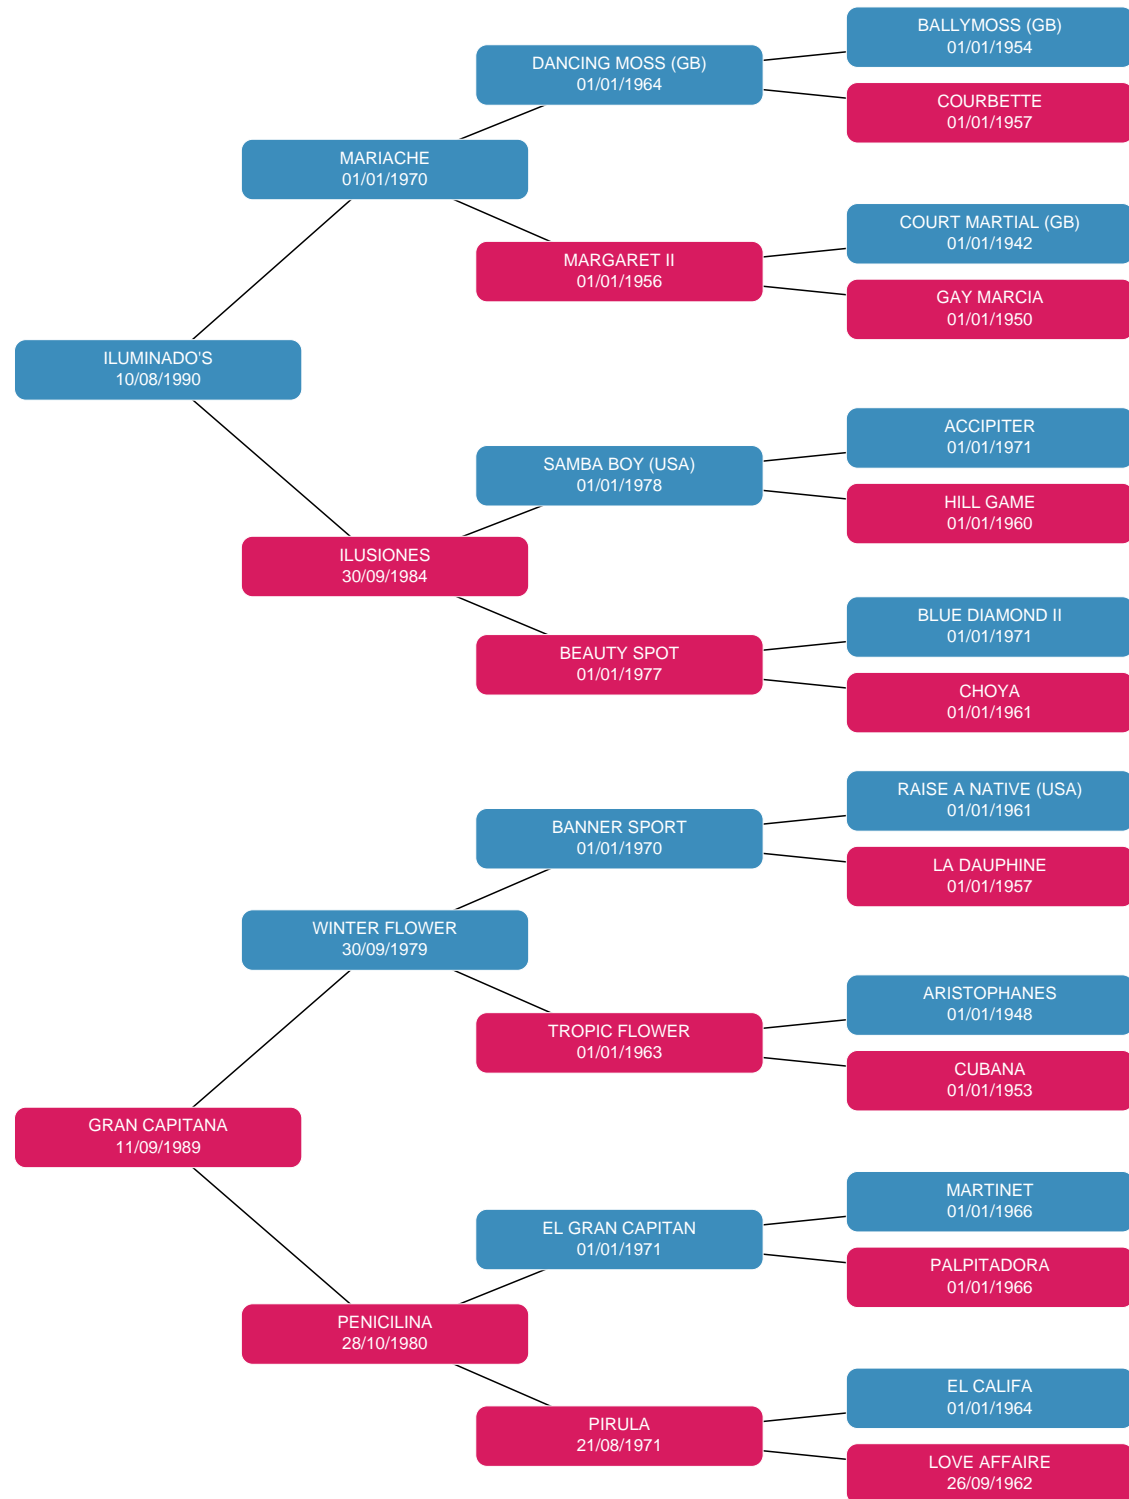 BALLYMOSS (GB)
01/01/1954
DANCING MOSS (GB)
01/01/1964
COURBETTE
01/01/1957
MARIACHE
01/01/1970
COURT MARTIAL (GB)
01/01/1942
MARGARET II
01/01/1956
GAY MARCIA
01/01/1950
ILUMINADO'S
10/08/1990
ACCIPITER
01/01/1971
SAMBA BOY (USA)
01/01/1978
HILL GAME
01/01/1960
ILUSIONES
30/09/1984
BLUE DIAMOND II
01/01/1971
BEAUTY SPOT
01/01/1977
CHOYA
01/01/1961
RAISE A NATIVE (USA)
01/01/1961
BANNER SPORT
01/01/1970
LA DAUPHINE
01/01/1957
WINTER FLOWER
30/09/1979
ARISTOPHANES
01/01/1948
TROPIC FLOWER
01/01/1963
CUBANA
01/01/1953
GRAN CAPITANA
11/09/1989
MARTINET
01/01/1966
EL GRAN CAPITAN
01/01/1971
PALPITADORA
01/01/1966
PENICILINA
28/10/1980
EL CALIFA
01/01/1964
PIRULA
21/08/1971
LOVE AFFAIRE
26/09/1962